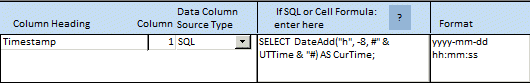 Column Heading
Column
Data Column
Source Type
If SQL or Cell Formula:
enter here
?
Format
Timestamp
1
SQL
SELECT DateAdd("h", -8, #" &
UTTime & "#) AS CurTime;
yyyy-mm-dd
hh:mm:ss